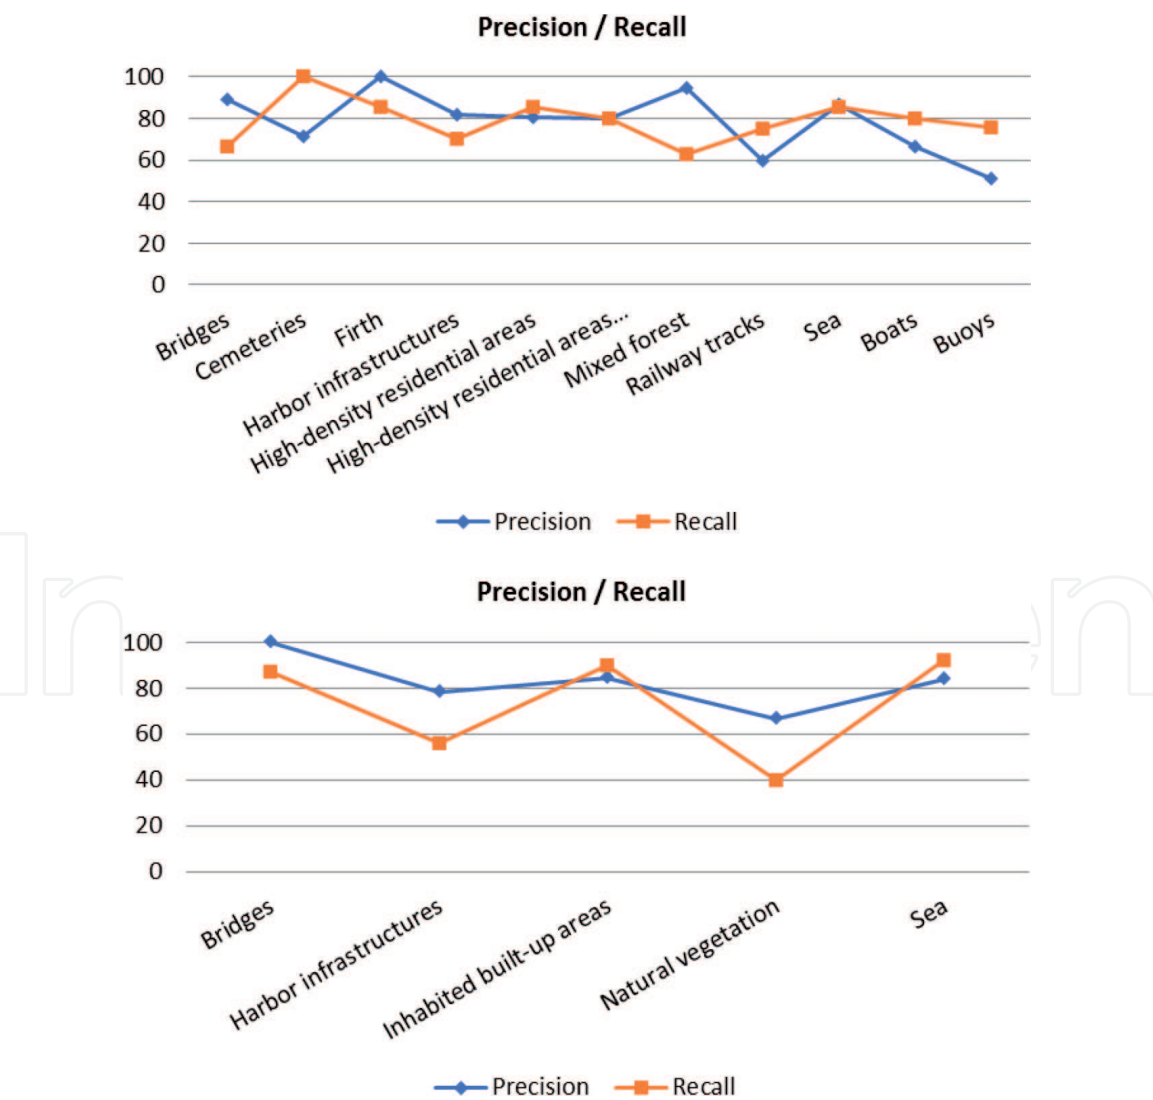 Precision / Recall
100
80
60
40
20
0
Bridges
Cemeteries
Firth
Harbor infrastructures
High-density residential areas
High-density residential areas...
Mixed forest
Railway tracks
Sea
Boats
Buoys
Precision
Recall
Precision / Recall
100
80
60
40
20
0
Bridges
Harbor infrastructures
Inhabited built-up areas
Natural vegetation
Sea
Precision
Recall